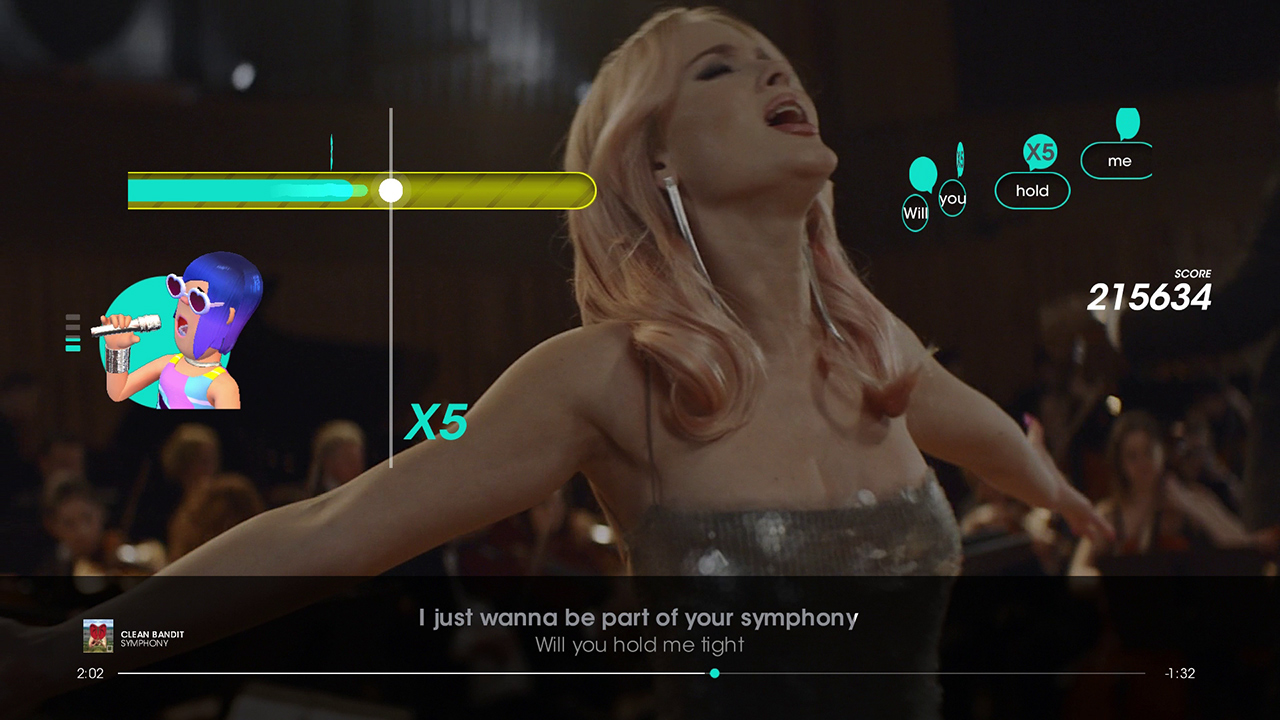 X5
me
hold
you
Will
SCORE
215634
X5
I just wanna be part of your symphony
Will you hold me tight
CLEAN BANDIT
SYMPHONY
2:02
-1:32